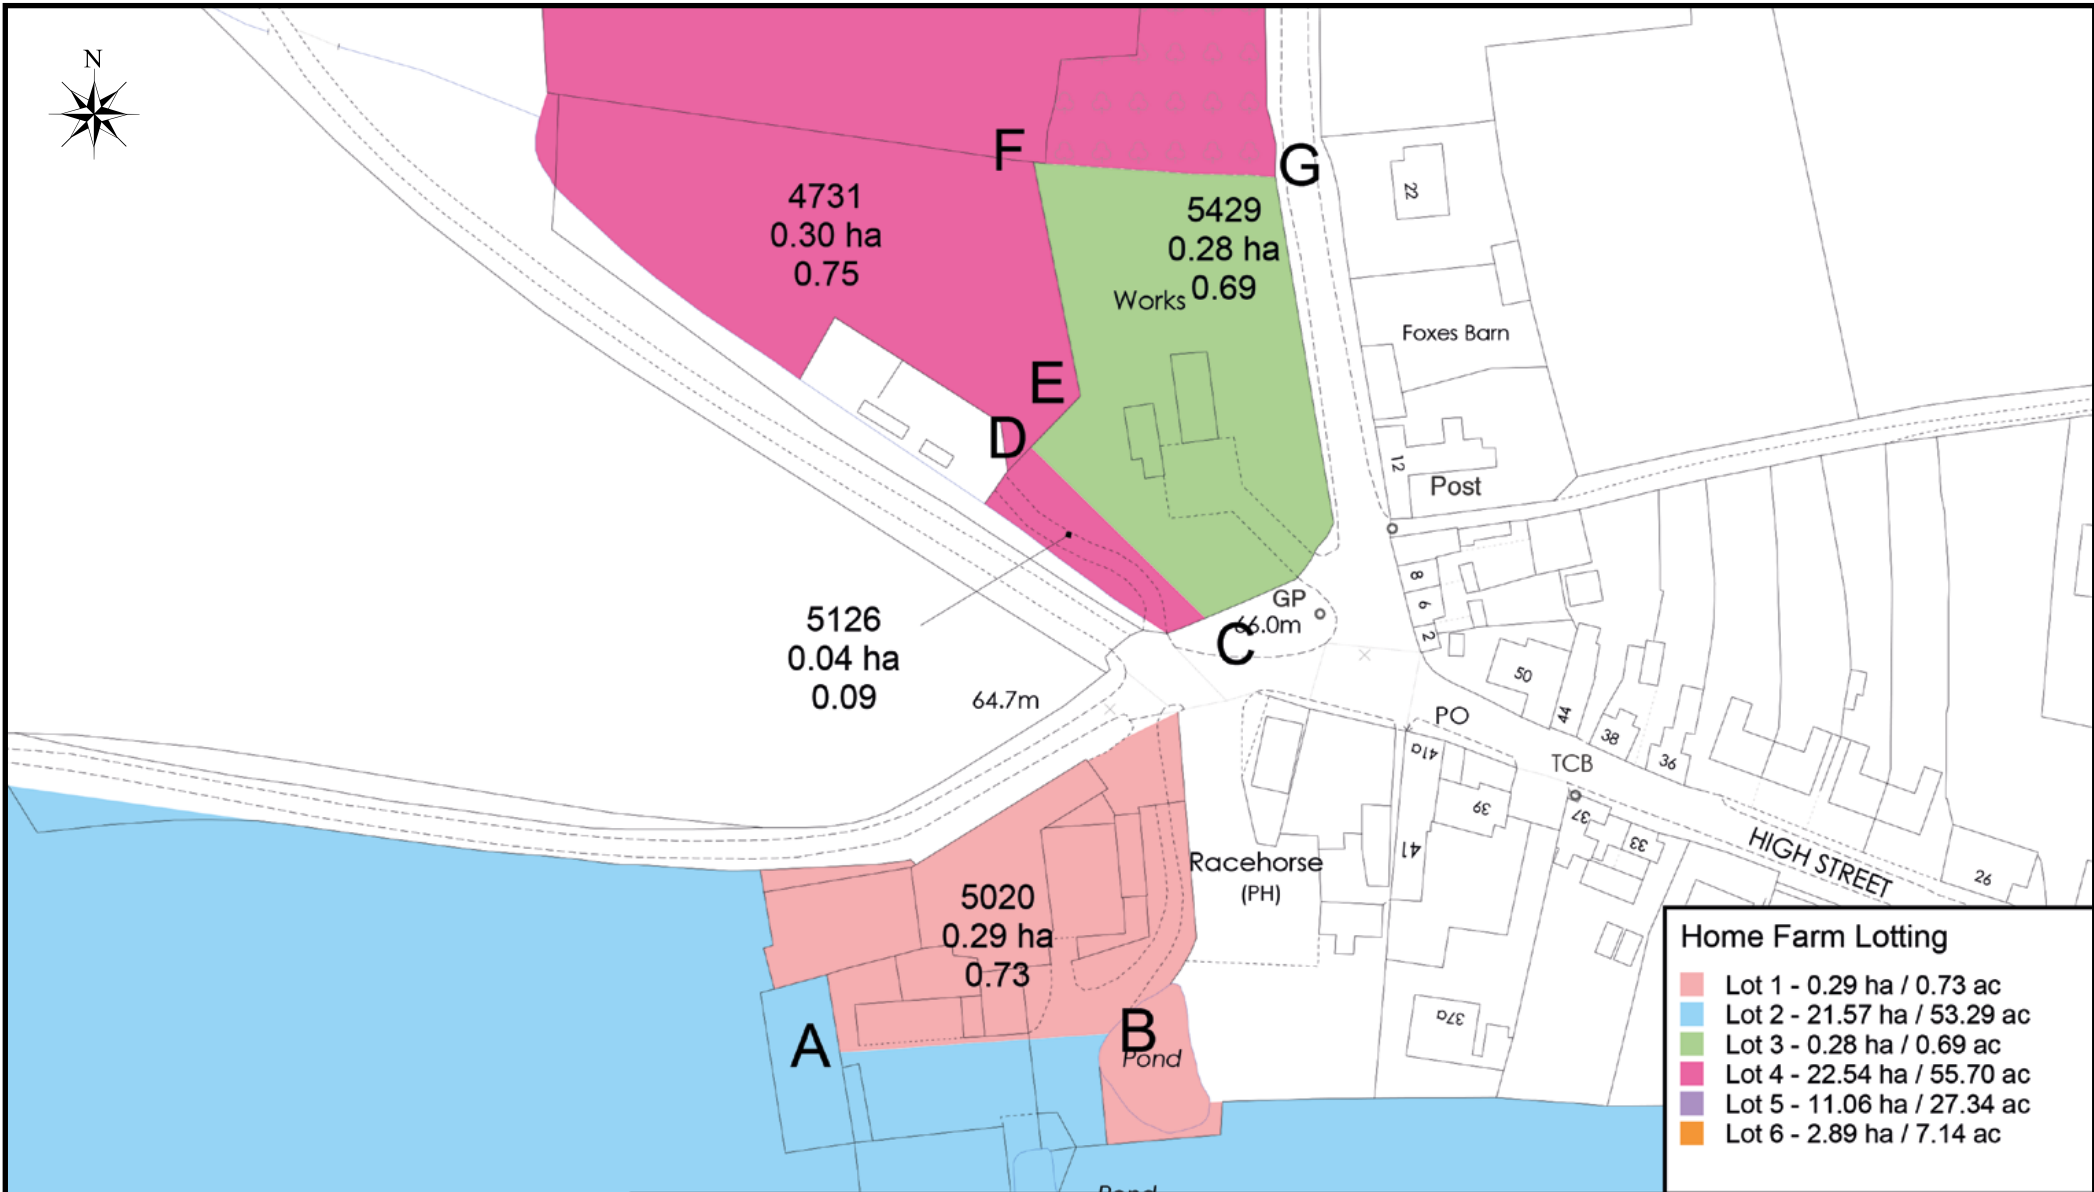 N
F
G
4731
0.30 ha
0.75
5429
0.28 ha
0.69
Works
22
Foxes Barn
E
D
12
Post
8
6
2
GP
66.0m
C
5126
0.04 ha
0.09
64.7m
50
44
38
36
PO
TCB
41a
39
41
37
33
HIGH STREET
26
Racehorse
(PH)
5020
0.29 ha
0.73
37a
A
B
Pond
Pond
Home Farm Lotting
Lot 1 - 0.29 ha / 0.73 ac
Lot 2 - 21.57 ha / 53.29 ac
Lot 3 - 0.28 ha / 0.69 ac
Lot 4 - 22.54 ha / 55.70 ac
Lot 5 - 11.06 ha / 27.34 ac
Lot 6 - 2.89 ha / 7.14 ac